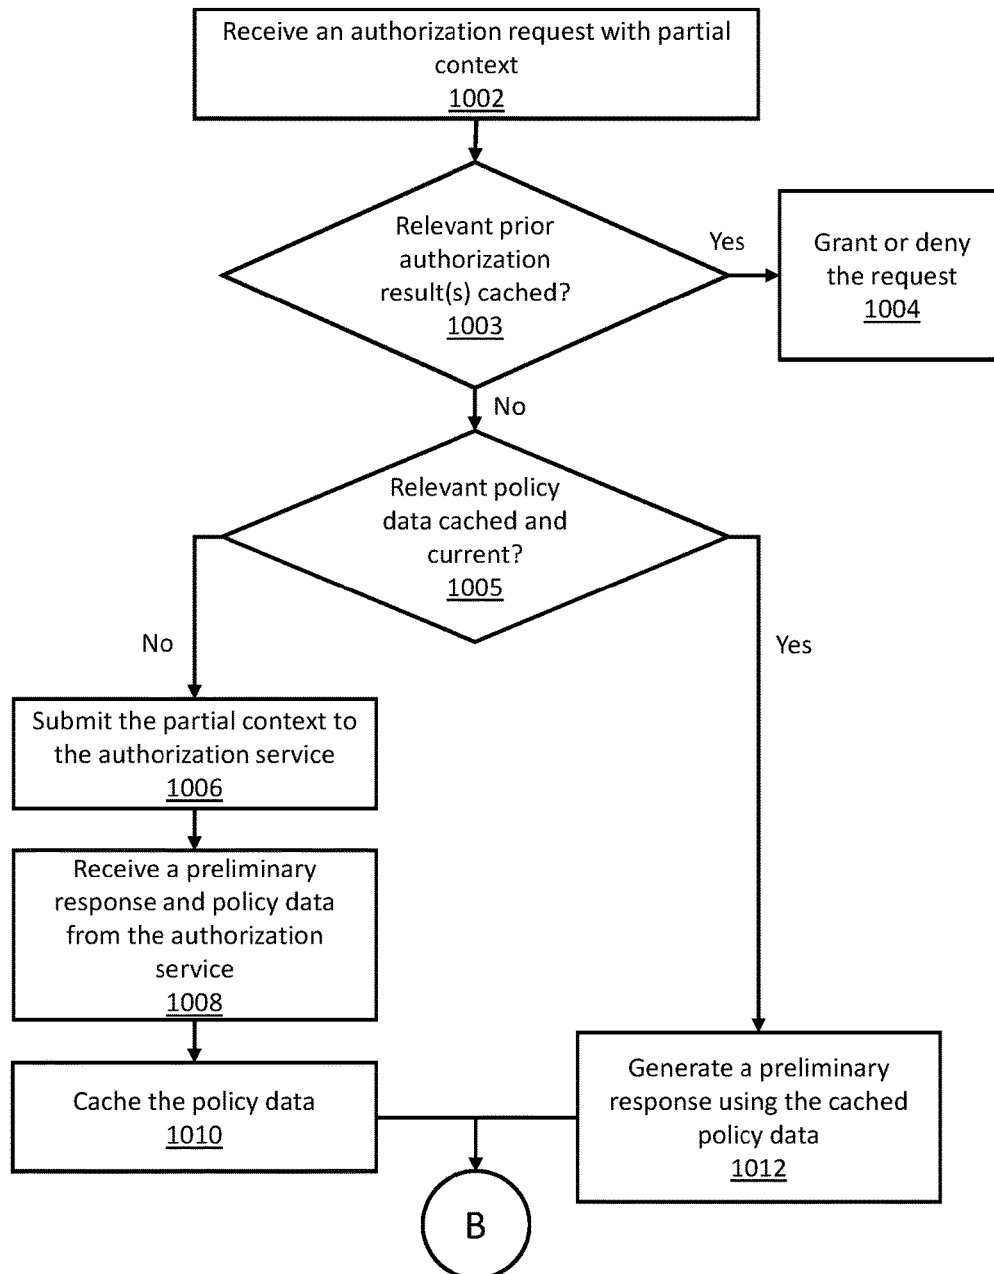 Receive an authorization request with partial
context
1002
Relevant prior
authorization
result(s) cached?
1003
Yes
Grant or deny
the request
1004
No
Relevant policy
data cached and
current?
1005
No
Yes
Submit the partial context to
the authorization service
1006
Receive a preliminary
response and policy data
from the authorization
service
1008
Cache the policy data
1010
Generate a preliminary
response using the cached
policy data
1012
B